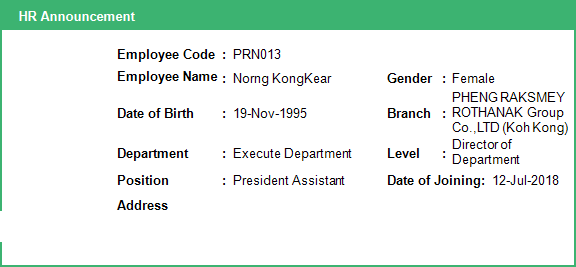 HR Announcement
Employee Code : PRN013
Employee Name : Norng KongKear Gender : Female
Date of Birth : 19-Nov-1995 Branch : PHENG RAKSMEY
ROTHANAK Group
Co.,LTD (Koh Kong)
Department : Execute Department Level : Director of
Department
Position : President Assistant Date of Joining: 12-Jul-2018
Address